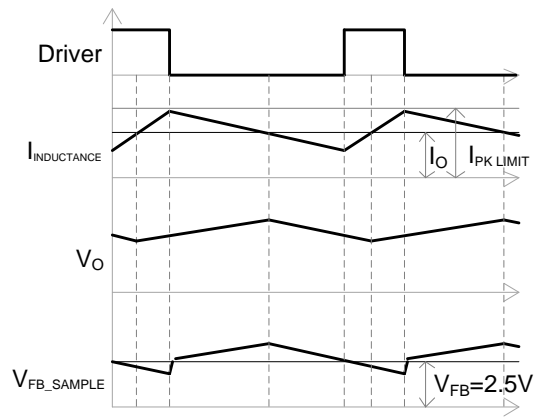 Driver
I_INDUCTANCE
I_O
I_PK LIMIT
V_O
V_FB_SAMPLE
V_FB=2.5V